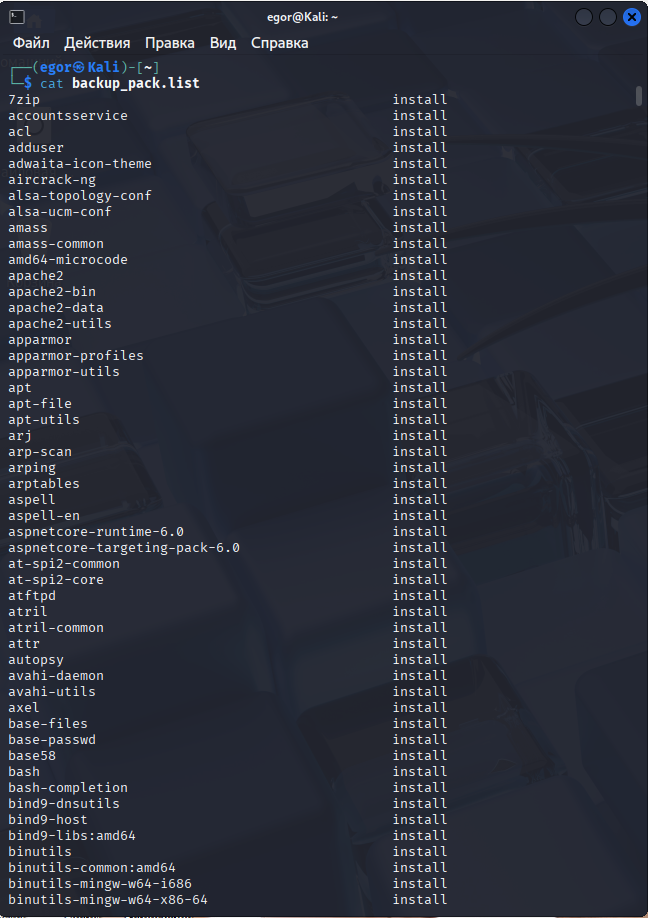 egor@Kali: ~
Файл Действия Правка Вид Справка
┌──(egor㉿Kali)-[~]
└─$ cat backup_pack.list
7zip install
accountsservice install
acl install
adduser install
adwaita-icon-theme install
aircrack-ng install
alsa-topology-conf install
alsa-ucm-conf install
amass install
amass-common install
amd64-microcode install
apache2 install
apache2-bin install
apache2-data install
apache2-utils install
apparmor install
apparmor-profiles install
apparmor-utils install
apt install
apt-file install
apt-utils install
arj install
arp-scan install
arping install
arptables install
aspell install
aspell-en install
aspnetcore-runtime-6.0 install
aspnetcore-targeting-pack-6.0 install
at-spi2-common install
at-spi2-core install
atftpd install
atril install
atril-common install
attr install
autopsy install
avahi-daemon install
avahi-utils install
axel install
base-files install
base-passwd install
base58 install
bash install
bash-completion install
bind9-dnsutils install
bind9-host install
bind9-libs:amd64 install
binutils install
binutils-common:amd64 install
binutils-mingw-w64-i686 install
binutils-mingw-w64-x86-64 install